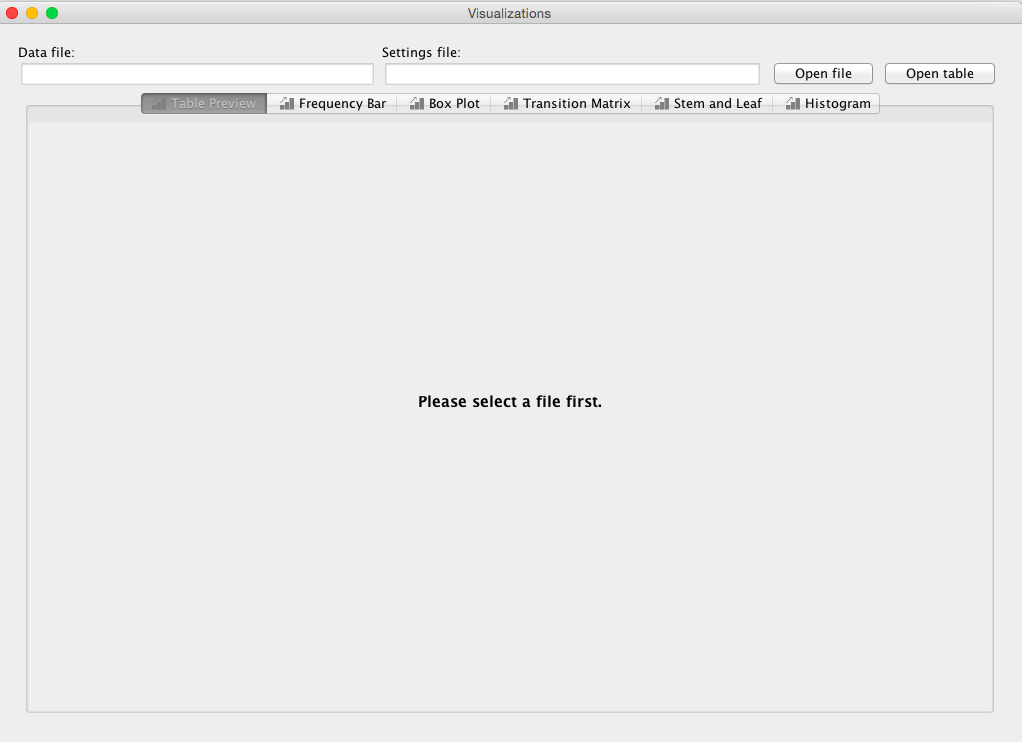 Visualizations
Data file:
Settings file:
Open file
Open table
Table Preview
Frequency Bar
Box Plot
Transition Matrix
Stem and Leaf
Histogram
Please select a file first.